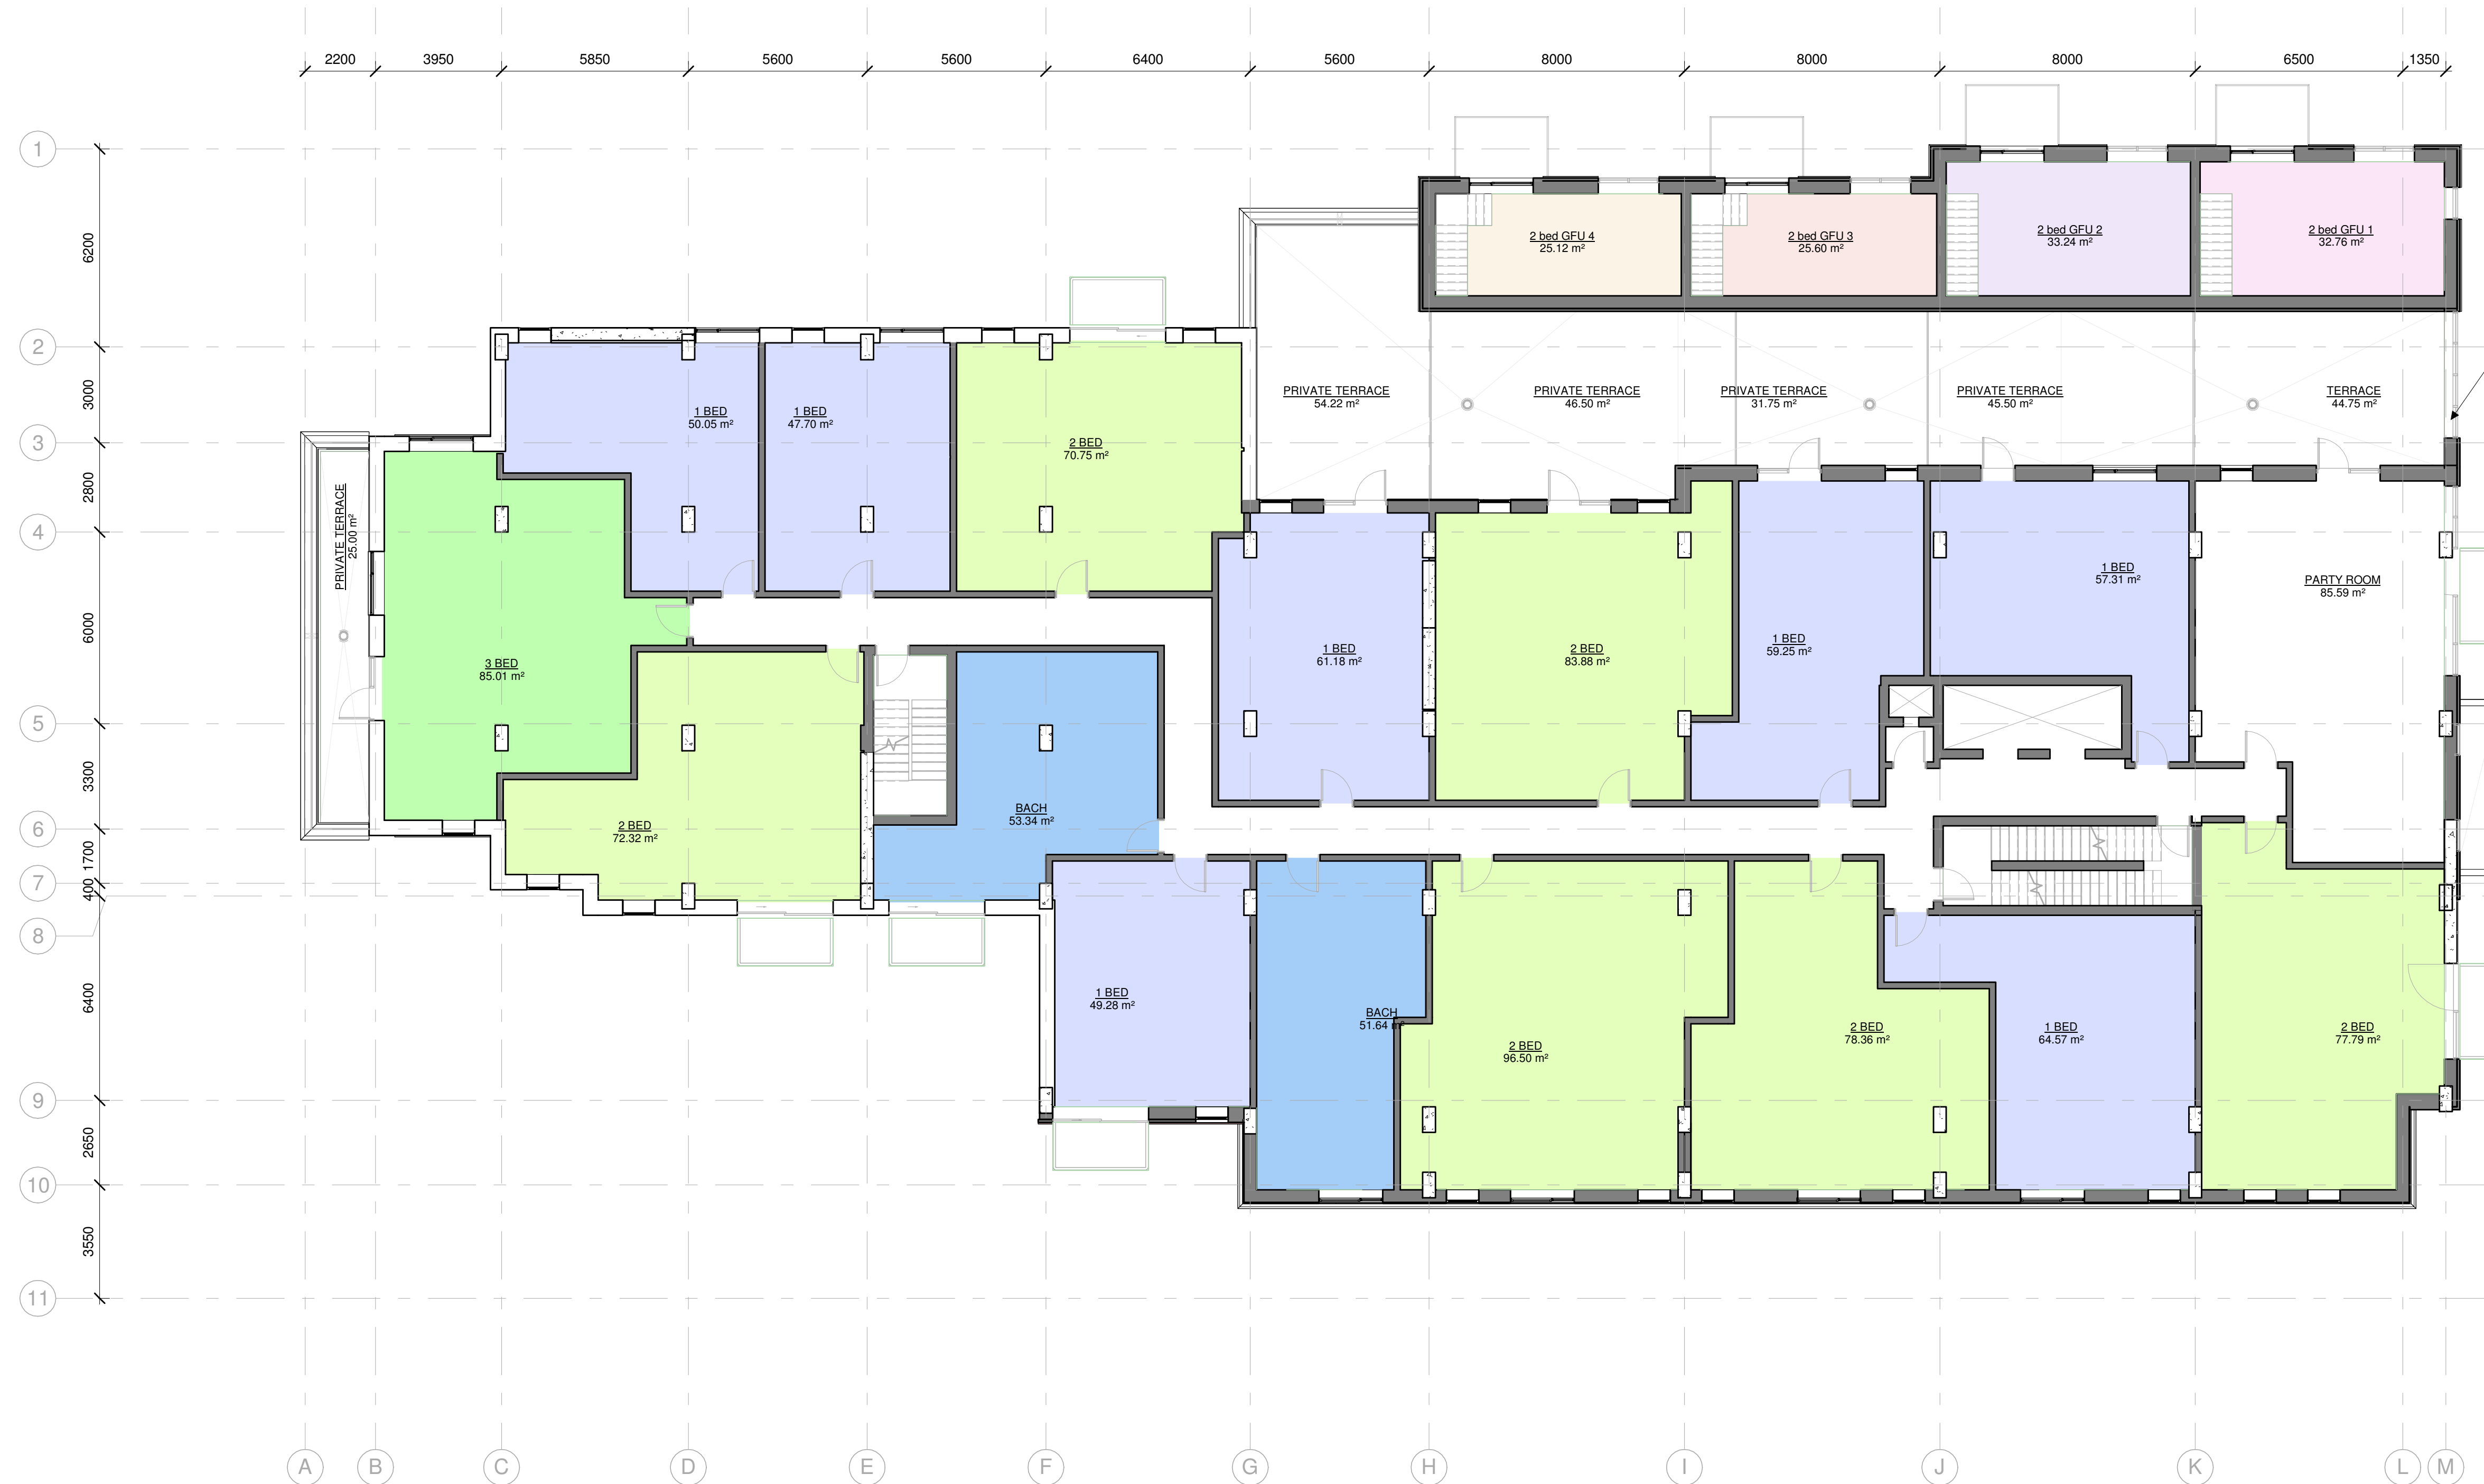 2200 3950 5850 5600 5600 6400 5600 8000 8000 8000 6500 1350
1
6200
2
3000
3
2800
4
6000
5
3300
6
1700
7
400
8
6400
9
2650
10
3550
11
2 bed GFU 4
25.12 m²
2 bed GFU 3
25.60 m²
2 bed GFU 2
33.24 m²
2 bed GFU 1
32.76 m²
PRIVATE TERRACE
54.22 m²
PRIVATE TERRACE
46.50 m²
PRIVATE TERRACE
31.75 m²
PRIVATE TERRACE
45.50 m²
TERRACE
44.75 m²
1 BED
50.05 m²
1 BED
47.70 m²
2 BED
70.75 m²
PRIVATE TERRACE
25.00 m²
3 BED
85.01 m²
1 BED
61.18 m²
2 BED
83.88 m²
1 BED
59.25 m²
1 BED
57.31 m²
PARTY ROOM
85.59 m²
2 BED
72.32 m²
BACH
53.34 m²
1 BED
49.28 m²
BACH
51.64 m²
2 BED
96.50 m²
2 BED
78.36 m²
1 BED
64.57 m²
2 BED
77.79 m²
A B C D E F G H I J K L M